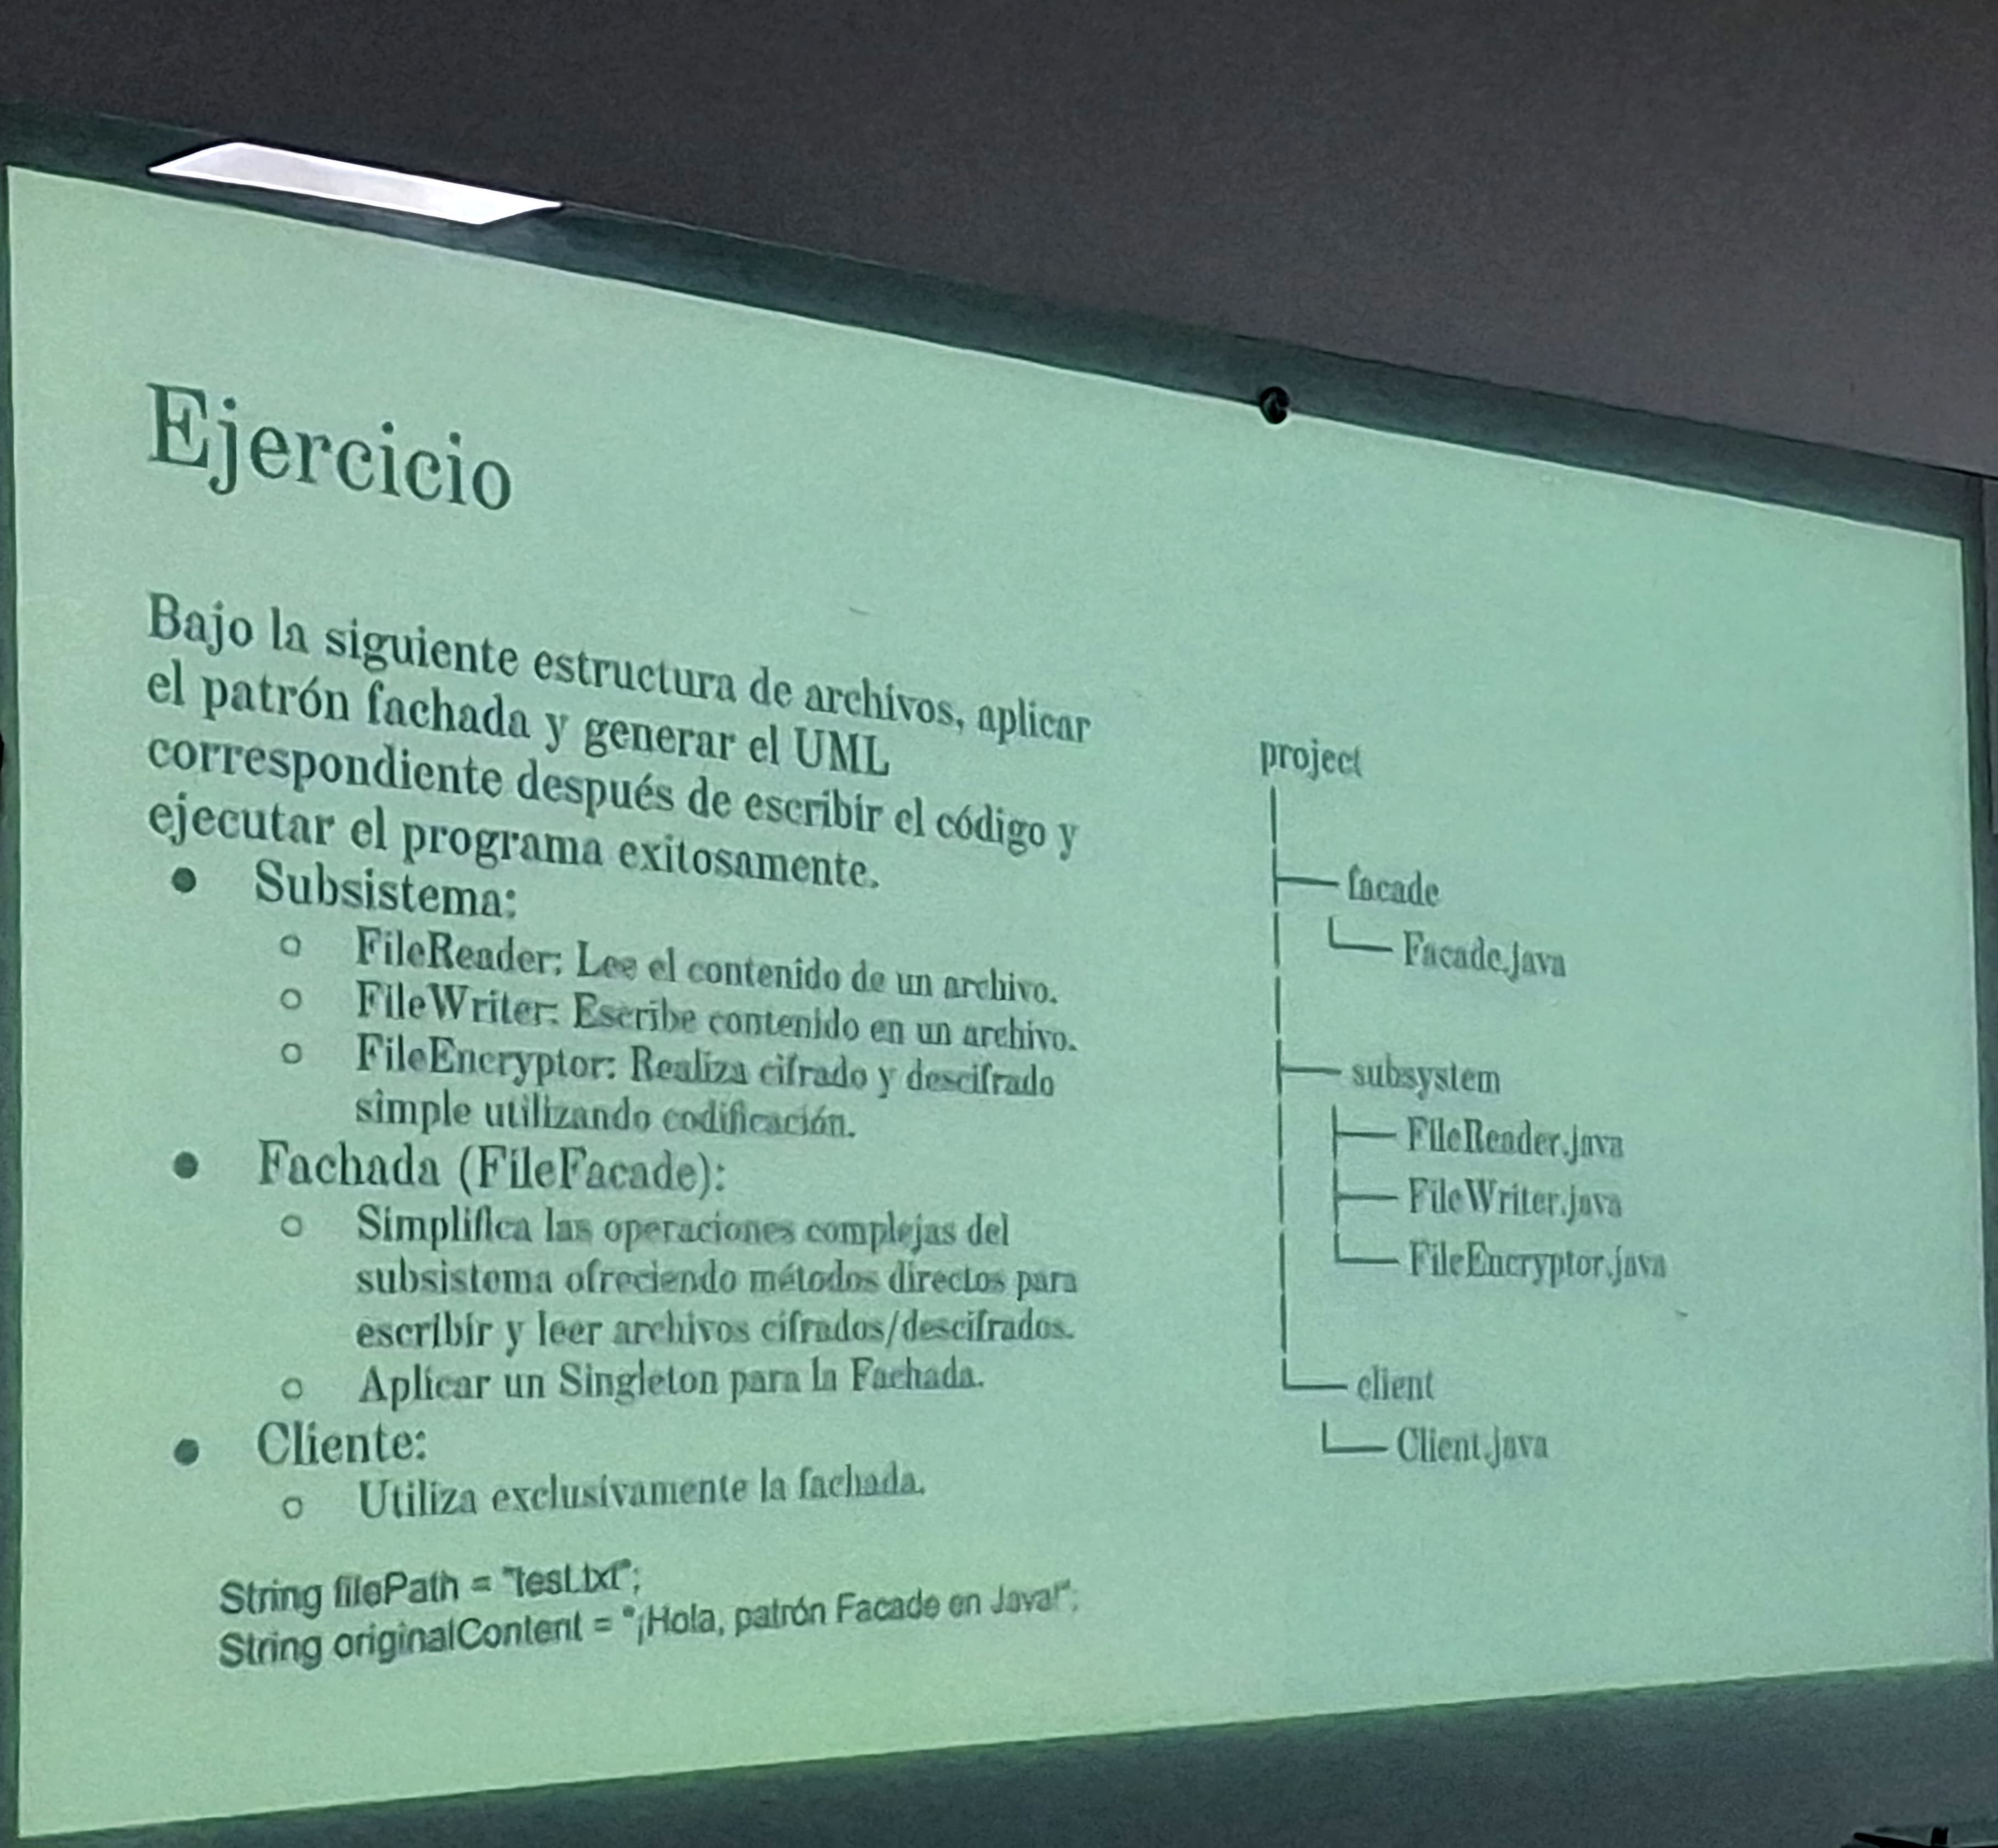 Ejercicio
Bajo la siguiente estructura de archivos, aplicar
el patrón fachada y generar el UML
correspondiente después de escribir el código y
ejecutar el programa exitosamente.
● Subsistema:
○ FileReader: Lee el contenido de un archivo.
○ FileWriter: Escribe contenido en un archivo.
○ FileEncryptor: Realiza cifrado y descifrado
simple utilizando codificación.
● Fachada (FileFacade):
○ Simplifica las operaciones complejas del
subsistema ofreciendo métodos directos para
escribir y leer archivos cifrados/descifrados.
○ Aplicar un Singleton para la Fachada.
● Cliente:
○ Utiliza exclusivamente la fachada.
String filePath = "test.txt";
String originalContent = "¡Hola, patrón Facade en Java!";
project
facade
Facade.java
subsystem
FileReader.java
FileWriter.java
FileEncryptor.java
client
Client.java